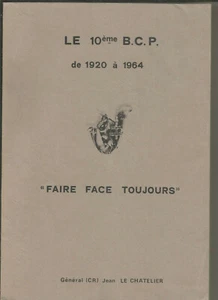 LE 10ème B.C.P.
de 1920 à 1964
"FAIRE FACE TOUJOURS"
Général (CR) Jean LE CHATELIER